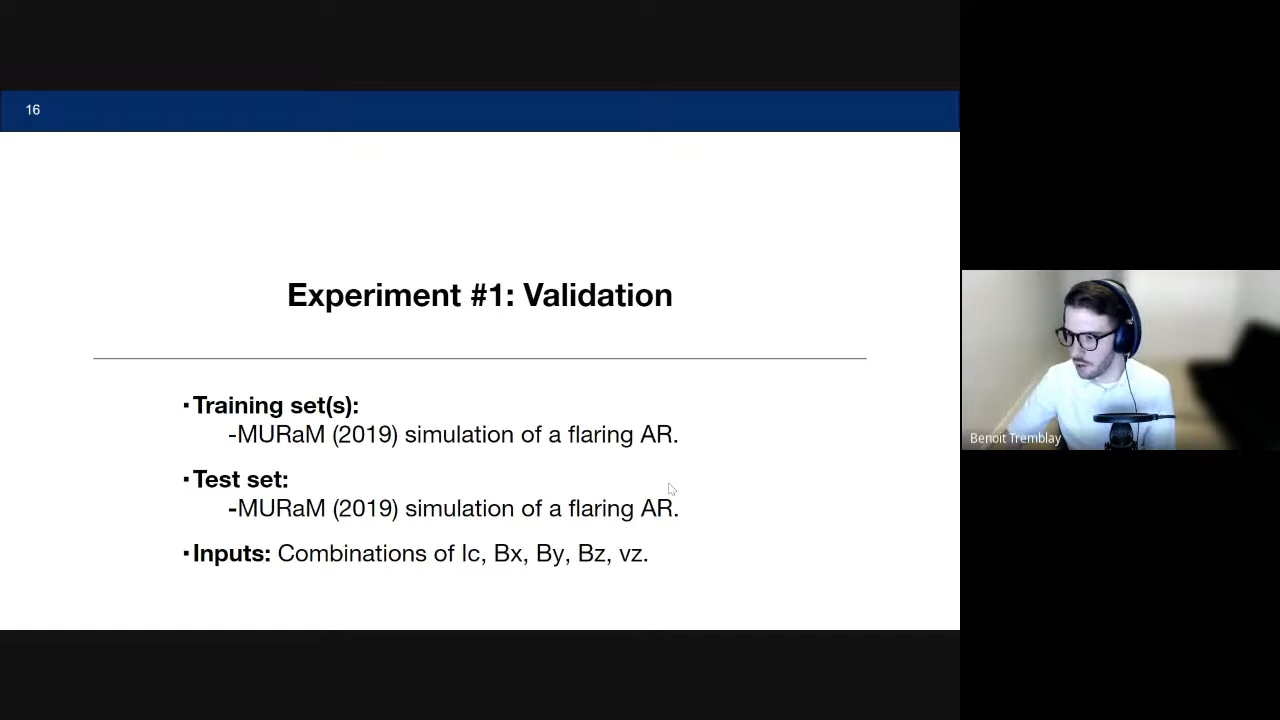 16
Experiment #1: Validation
▪Training set(s):
-MURaM (2019) simulation of a flaring AR.
▪Test set:
-MURaM (2019) simulation of a flaring AR.
▪Inputs: Combinations of Ic, Bx, By, Bz, vz.
Benoit Tremblay